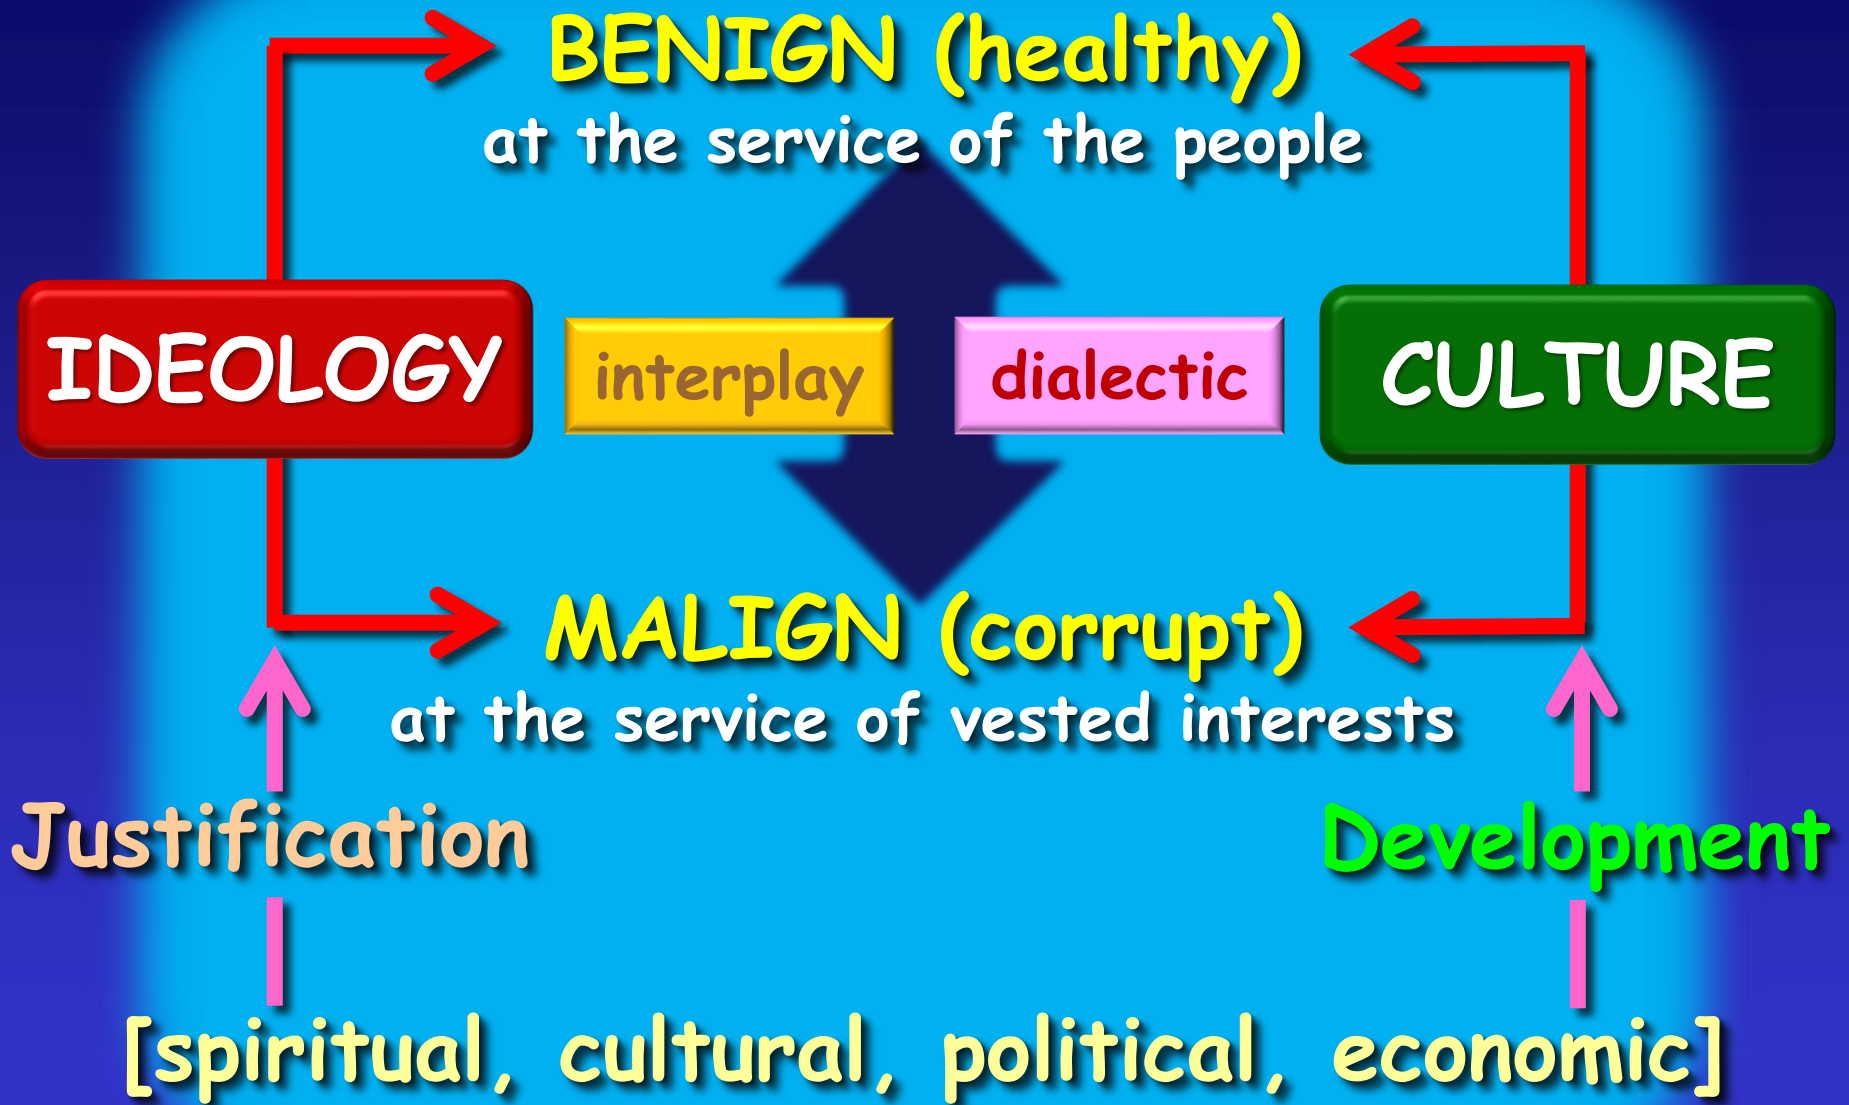 BENIGN (healthy)
at the service of the people
IDEOLOGY
interplay
dialectic
CULTURE
MALIGN (corrupt)
at the service of vested interests
Justification
Development
[spiritual, cultural, political, economic]